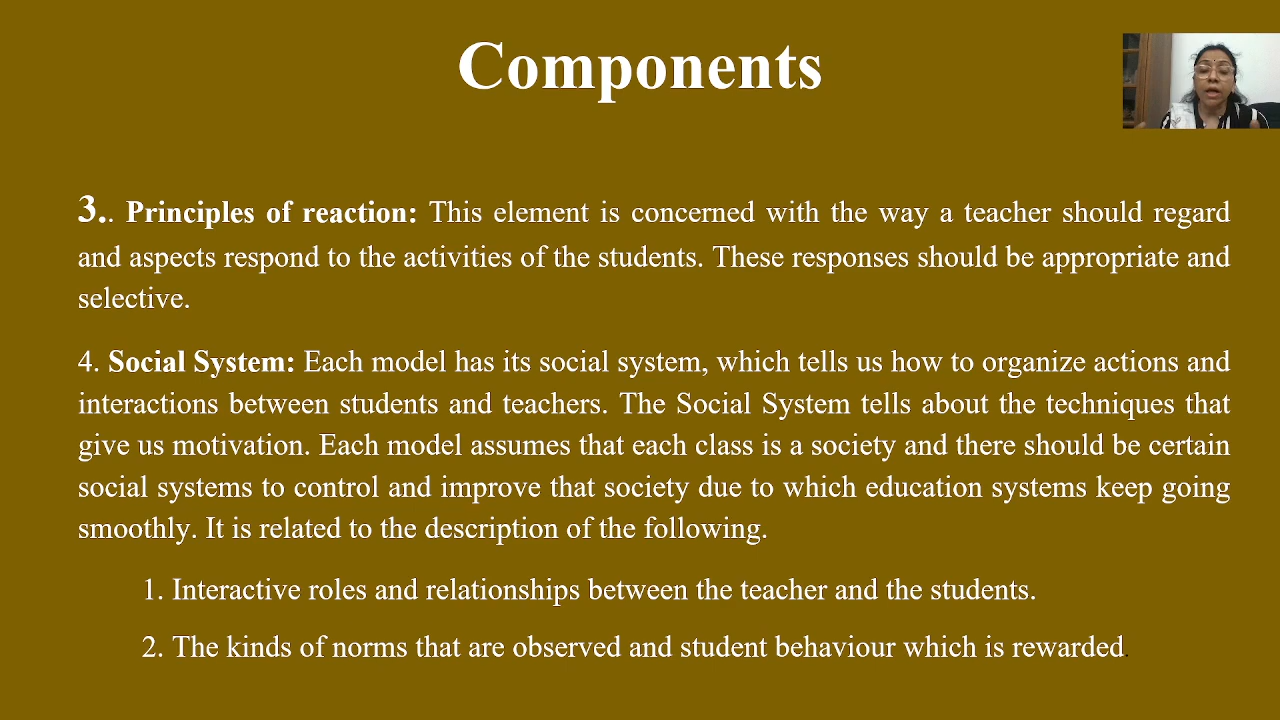 Components
3.. Principles of reaction: This element is concerned with the way a teacher should regard
and aspects respond to the activities of the students. These responses should be appropriate and
selective.
4. Social System: Each model has its social system, which tells us how to organize actions and
interactions between students and teachers. The Social System tells about the techniques that
give us motivation. Each model assumes that each class is a society and there should be certain
social systems to control and improve that society due to which education systems keep going
smoothly. It is related to the description of the following.
1. Interactive roles and relationships between the teacher and the students.
2. The kinds of norms that are observed and student behaviour which is rewarded.